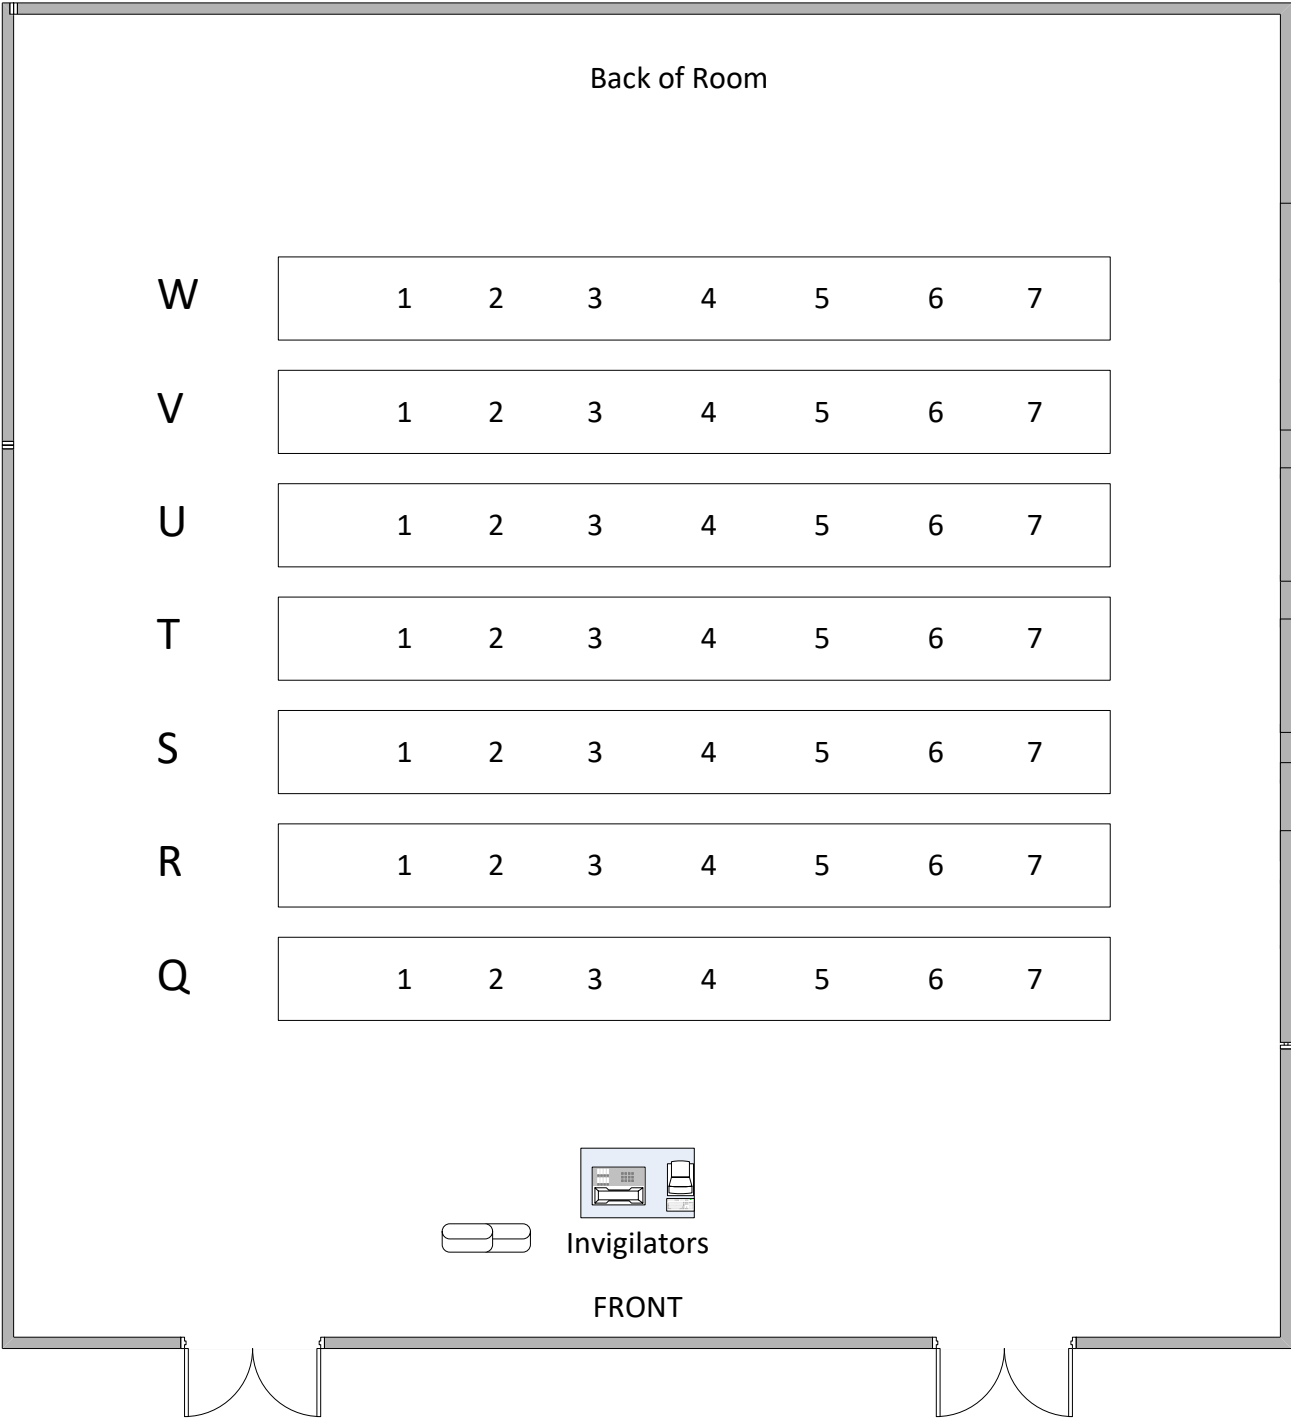 Back of Room
W 1 2 3 4 5 6 7
V 1 2 3 4 5 6 7
U 1 2 3 4 5 6 7
T 1 2 3 4 5 6 7
S 1 2 3 4 5 6 7
R 1 2 3 4 5 6 7
Q 1 2 3 4 5 6 7
Invigilators
FRONT